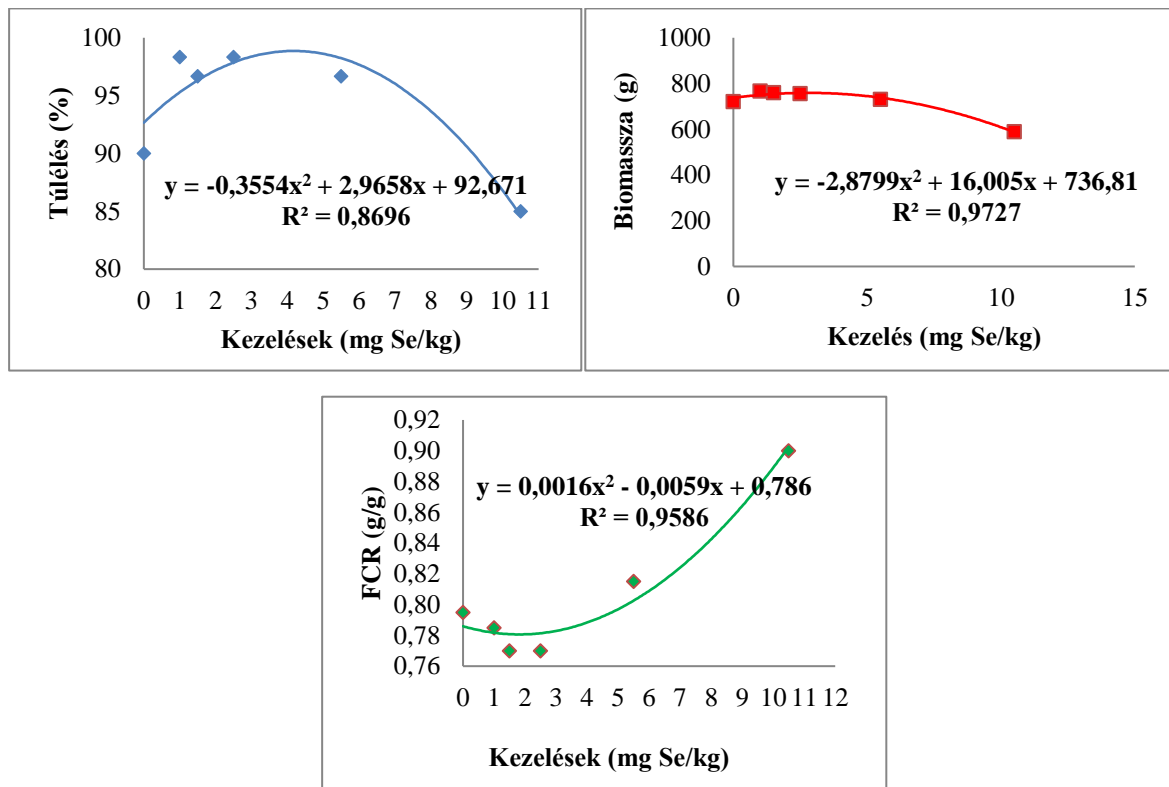 100
95
90
85
80
Túlélés (%)
y = -0,3554x² + 2,9658x + 92,671
R² = 0,8696
0 1 2 3 4 5 6 7 8 9 10 11
Kezelések (mg Se/kg)
1000
800
600
400
200
0
Biomassza (g)
y = -2,8799x² + 16,005x + 736,81
R² = 0,9727
0 5 10 15
Kezelés (mg Se/kg)
0,92
0,90
0,88
0,86
0,84
0,82
0,80
0,78
0,76
FCR (g/g)
y = 0,0016x² - 0,0059x + 0,786
R² = 0,9586
0 1 2 3 4 5 6 7 8 9 10 11 12
Kezelések (mg Se/kg)